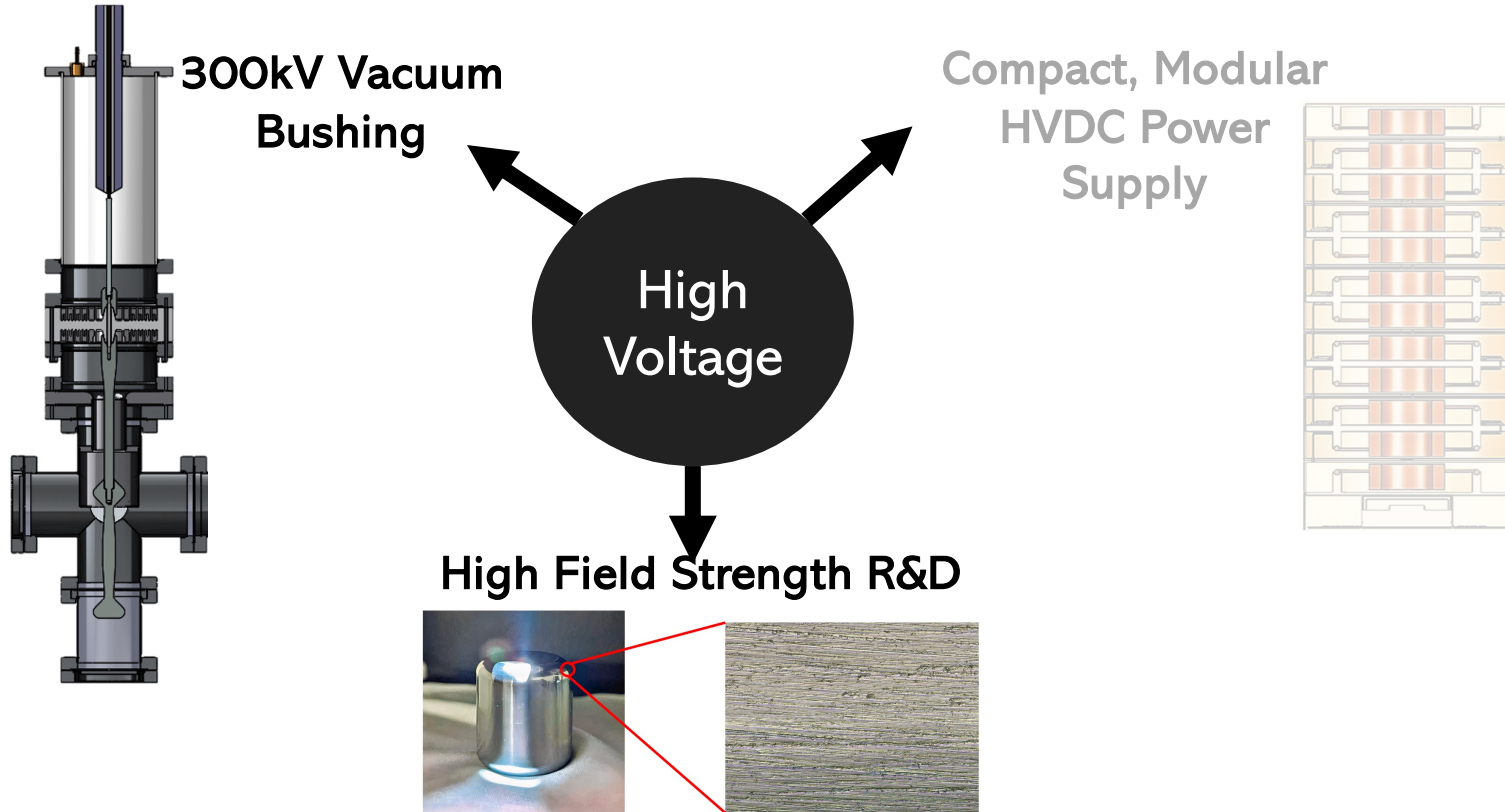 300kV Vacuum
Bushing
Compact, Modular
HVDC Power
Supply
High
Voltage
High Field Strength R&D